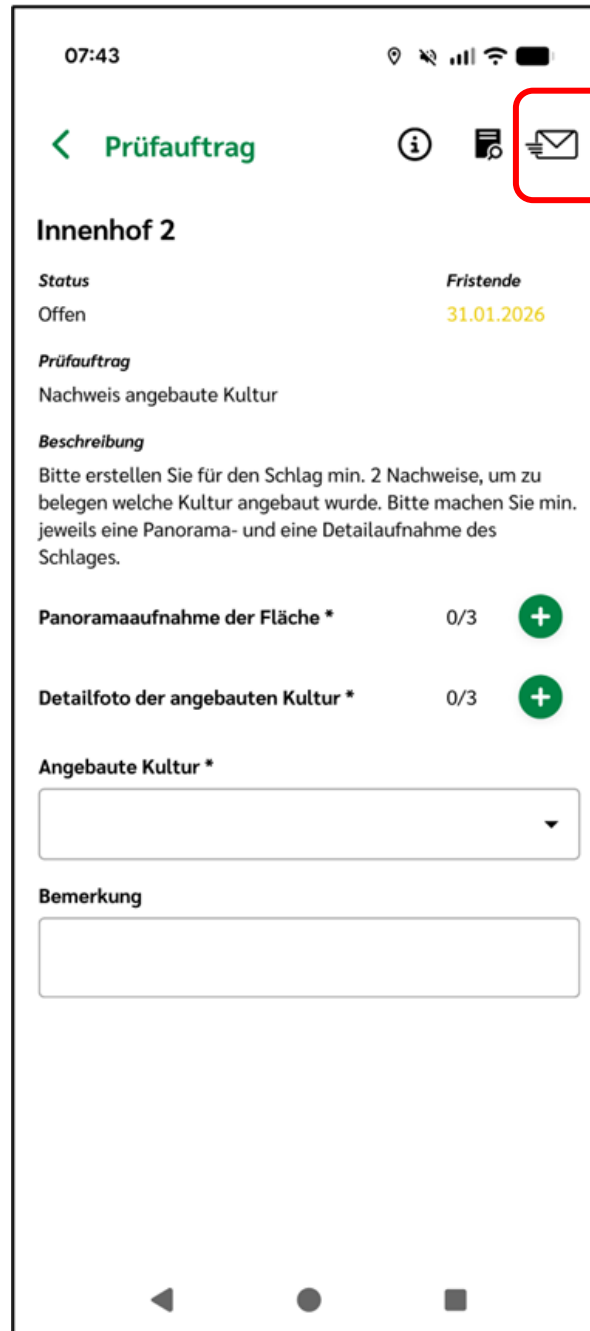 07:43
Prüfauftrag
Innenhof 2
Status Fristende
Offen 31.01.2026
Prüfauftrag
Nachweis angebaute Kultur
Beschreibung
Bitte erstellen Sie für den Schlag min. 2 Nachweise, um zu
belegen welche Kultur angebaut wurde. Bitte machen Sie min.
jeweils eine Panorama- und eine Detailaufnahme des
Schlages.
Panoramaaufnahme der Fläche * 0/3
Detailfoto der angebauten Kultur * 0/3
Angebaute Kultur *
Bemerkung